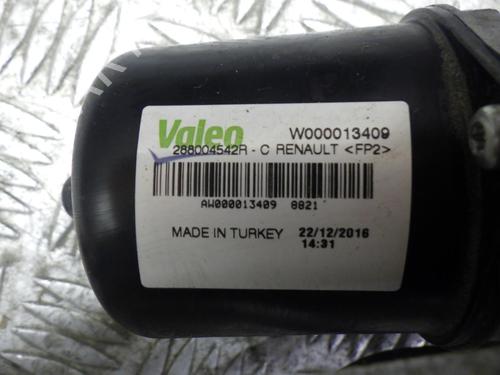 Valeo W000013409
288004542R - C RENAULT <FP2>
AW000013409 8821
MADE IN TURKEY 22/12/2016
14:31